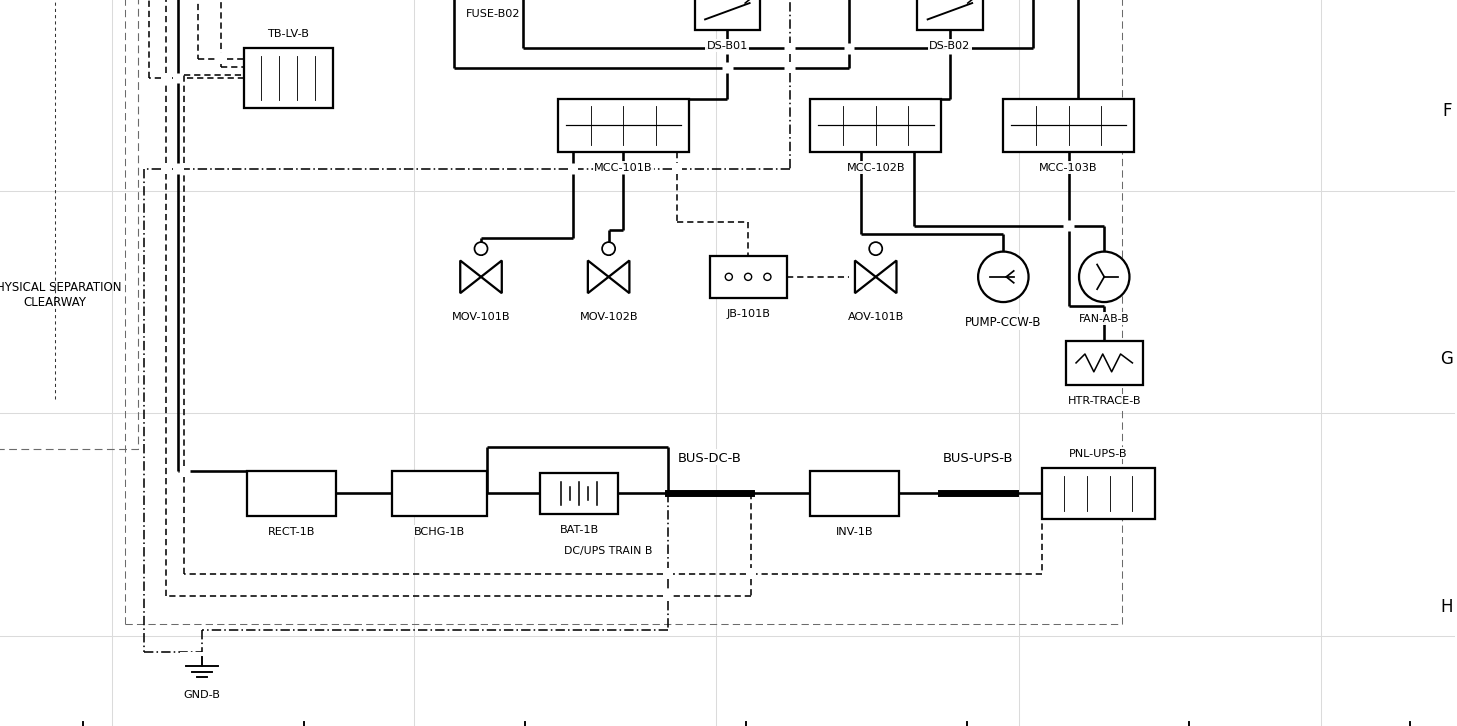 FUSE-B02
TB-LV-B
DS-B01
DS-B02
F
MCC-101B
MCC-102B
MCC-103B
HYSICAL SEPARATION
CLEARWAY
MOV-101B
MOV-102B
JB-101B
AOV-101B
PUMP-CCW-B
FAN-AB-B
G
HTR-TRACE-B
BUS-DC-B
BUS-UPS-B
PNL-UPS-B
RECT-1B
BCHG-1B
BAT-1B
INV-1B
DC/UPS TRAIN B
H
GND-B